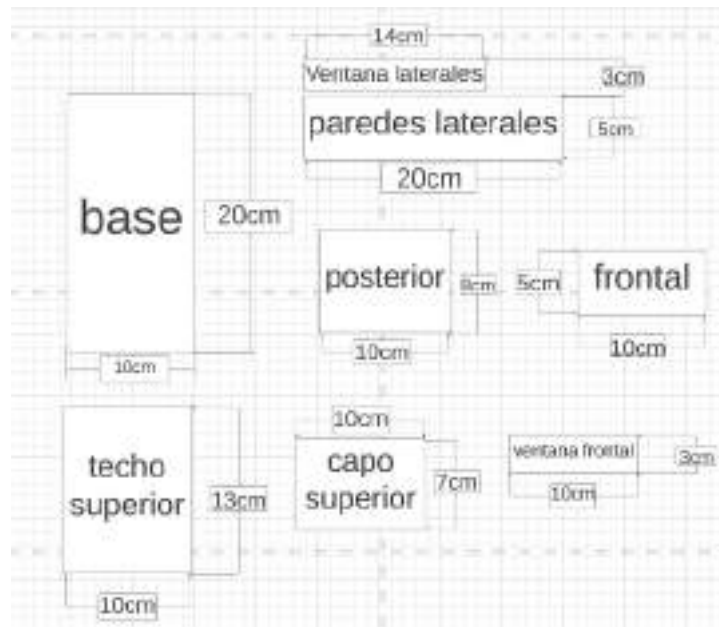 14cm
Ventana laterales
3cm
paredes laterales
5cm
20cm
base
20cm
10cm
posterior
8cm
10cm
frontal
5cm
10cm
techo
superior
13cm
10cm
10cm
capo
superior
7cm
ventana frontal
3cm
10cm